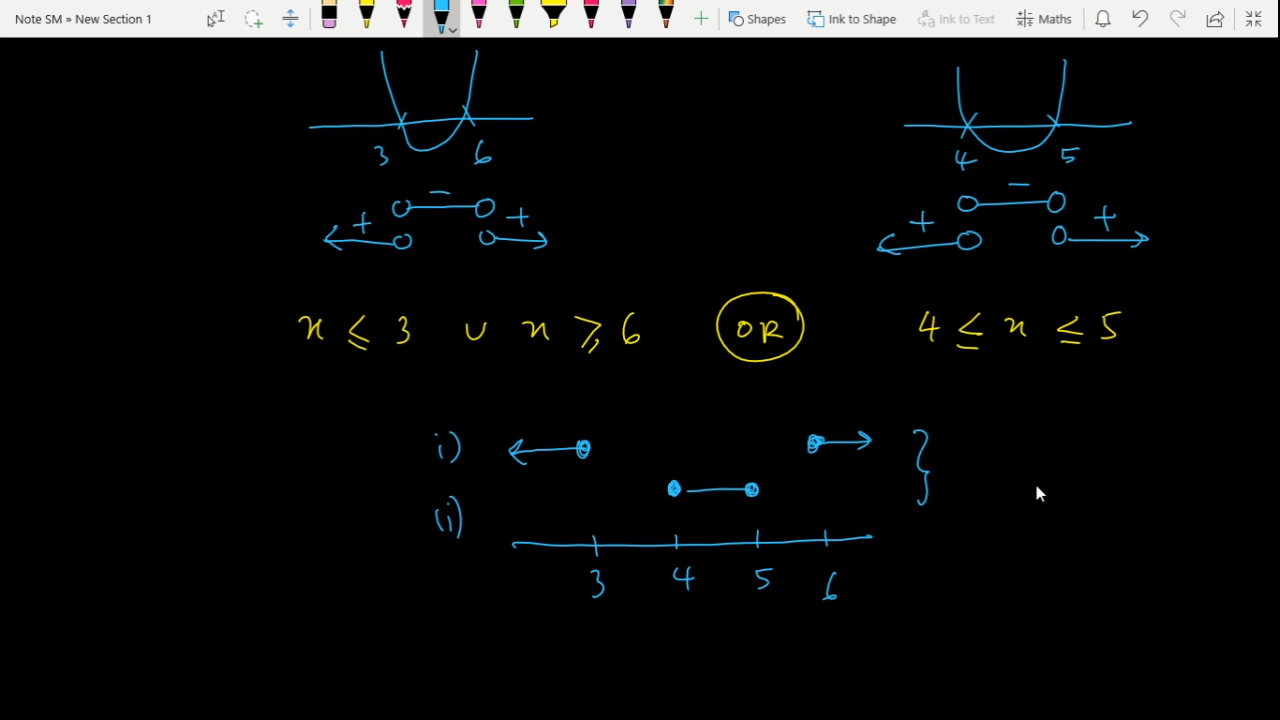 Note SM » New Section 1 Shapes Ink to Shape Ink to Text Maths
3 6 4 5
+ − + + − +
x ≤ 3 ∪ x ⩾ 6 OR 4 ≤ x ≤ 5
i)
ii)
3 4 5 6